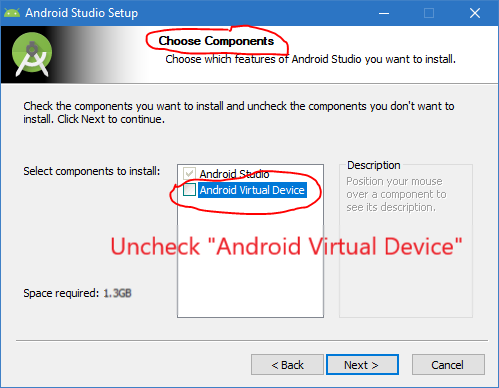 Android Studio Setup
Choose Components
Choose which features of Android Studio you want to install.
Check the components you want to install and uncheck the components you don't want to
install. Click Next to continue.
Select components to install:
Android Studio
Android Virtual Device
Description
Position your mouse
over a component to
see its description.
Uncheck "Android Virtual Device"
Space required: 1.3GB
< Back
Next >
Cancel